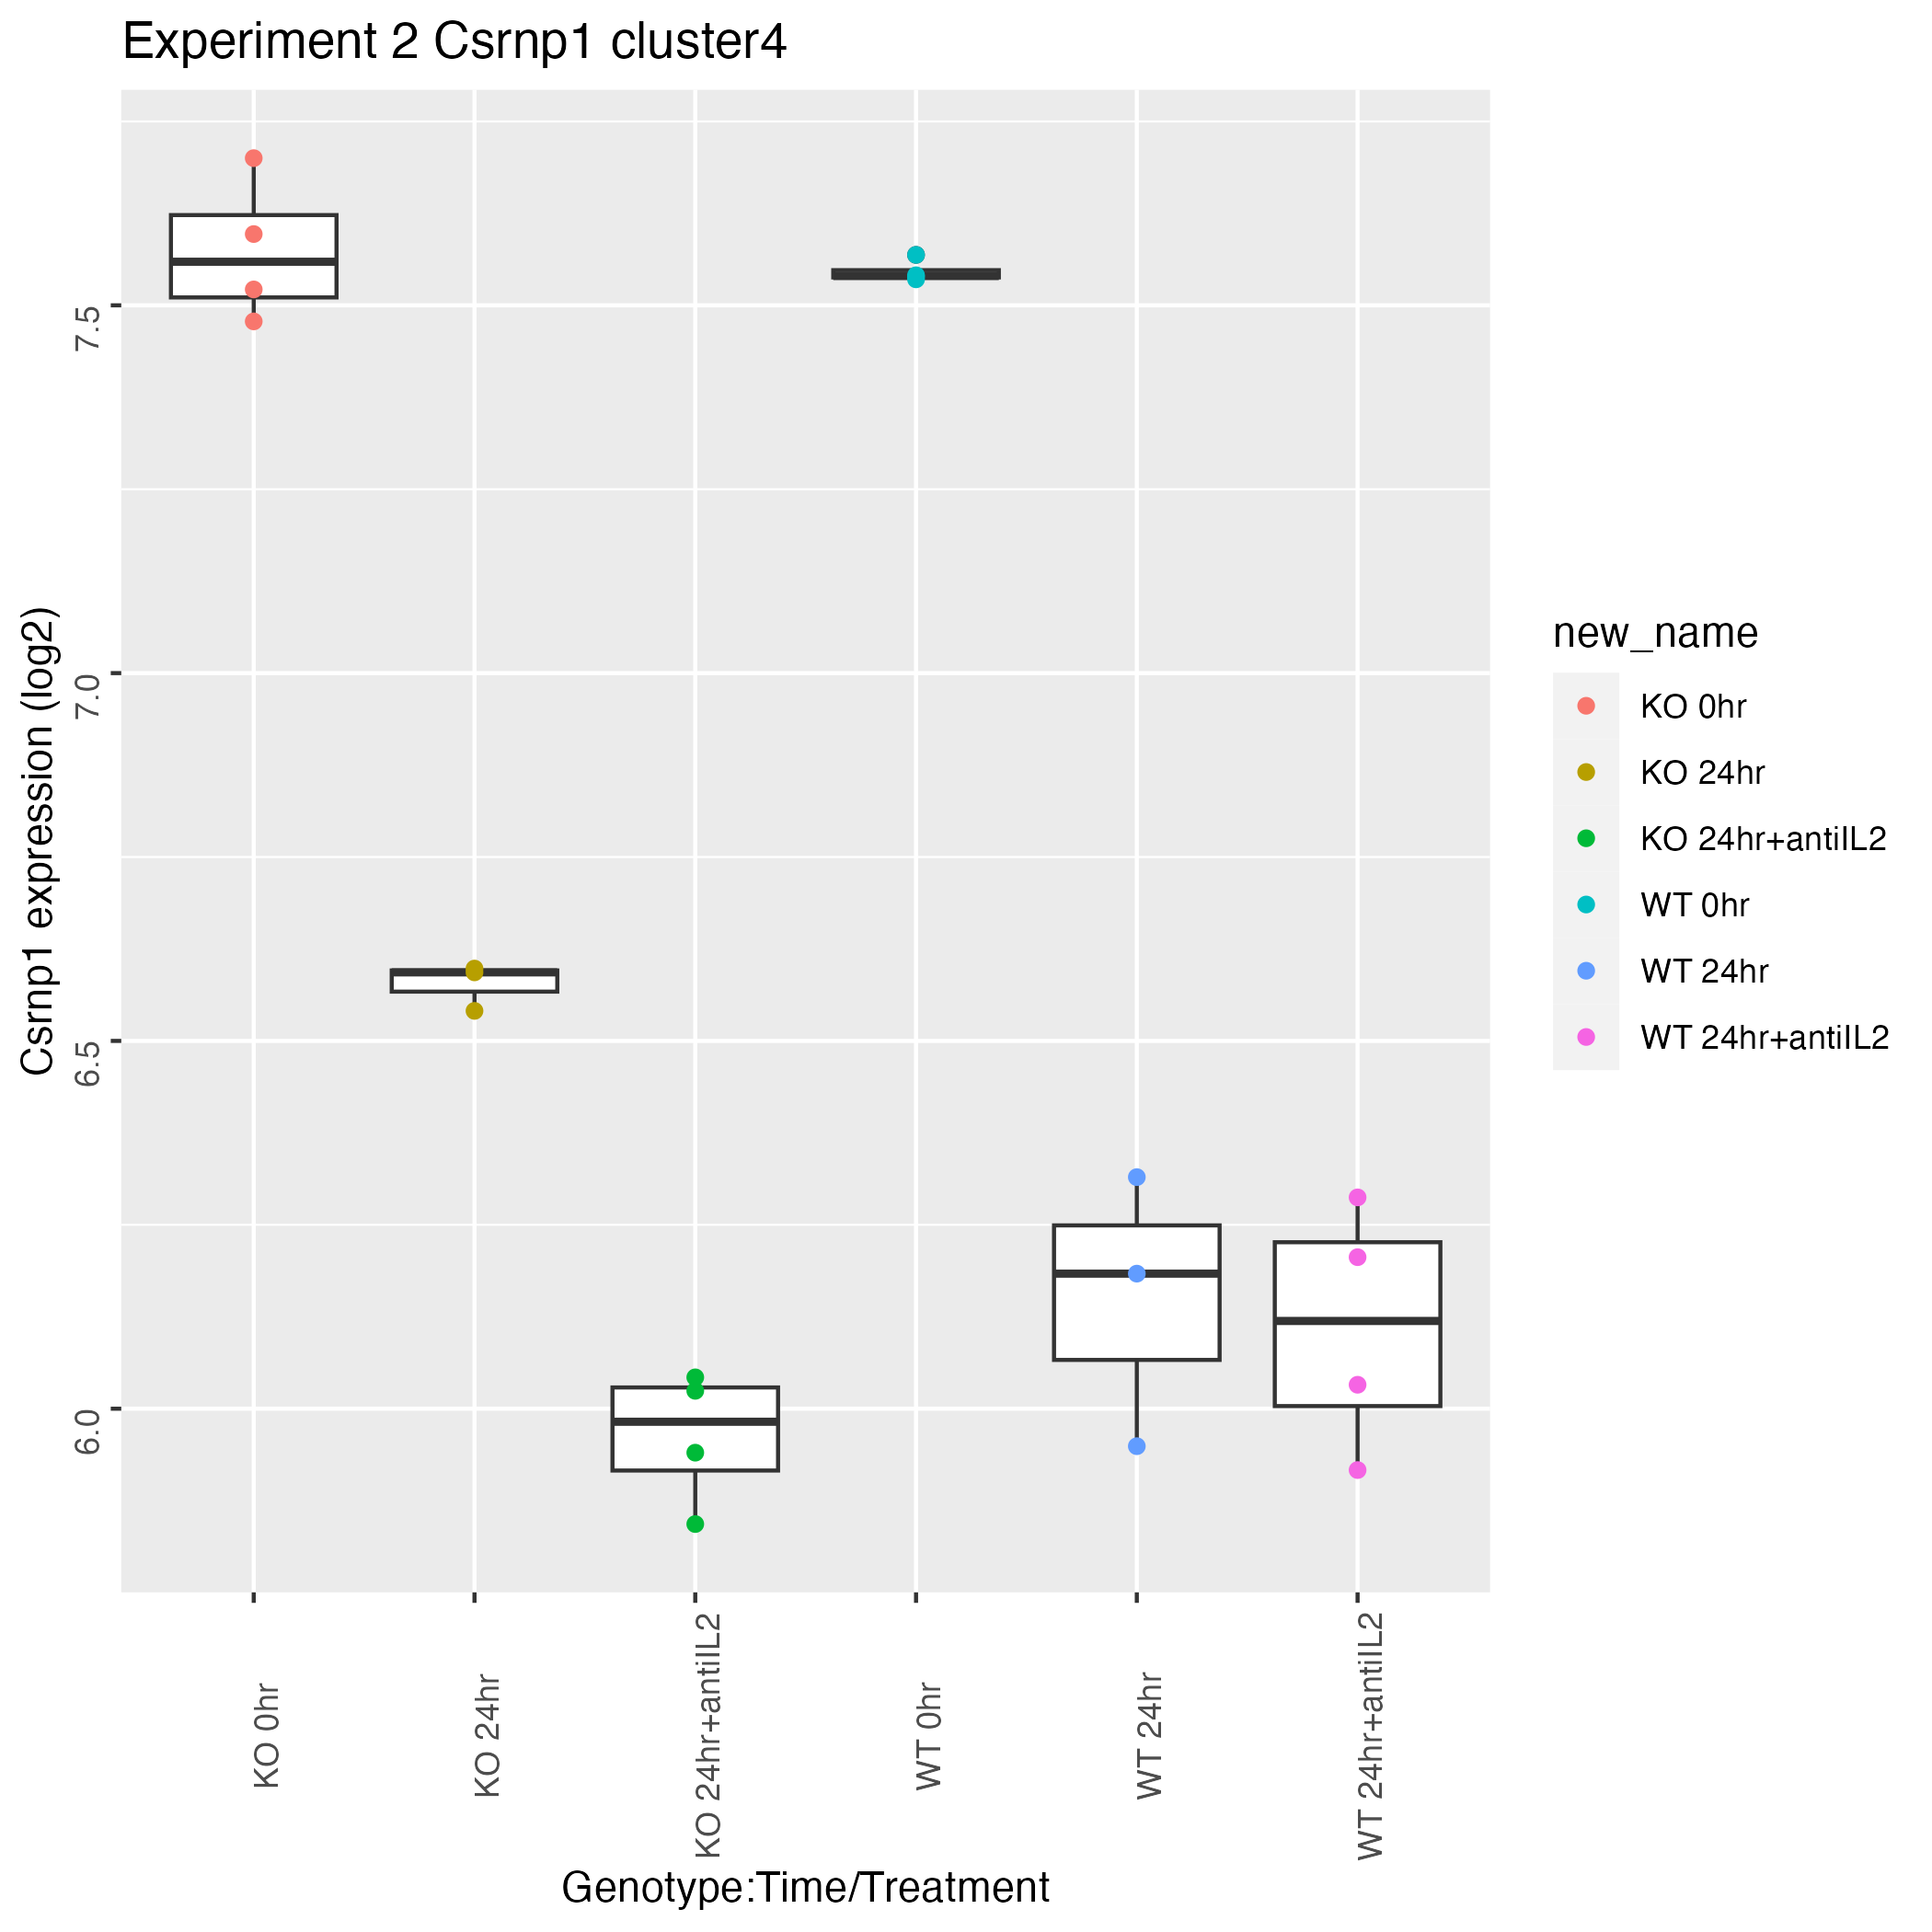 Experiment 2 Csrnp1 cluster4
Csrnp1 expression (log2)
7.5
7.0
6.5
6.0
KO 0hr
KO 24hr
KO 24hr+antiIL2
WT 0hr
WT 24hr
WT 24hr+antiIL2
Genotype:Time/Treatment
new_name
KO 0hr
KO 24hr
KO 24hr+antiIL2
WT 0hr
WT 24hr
WT 24hr+antiIL2